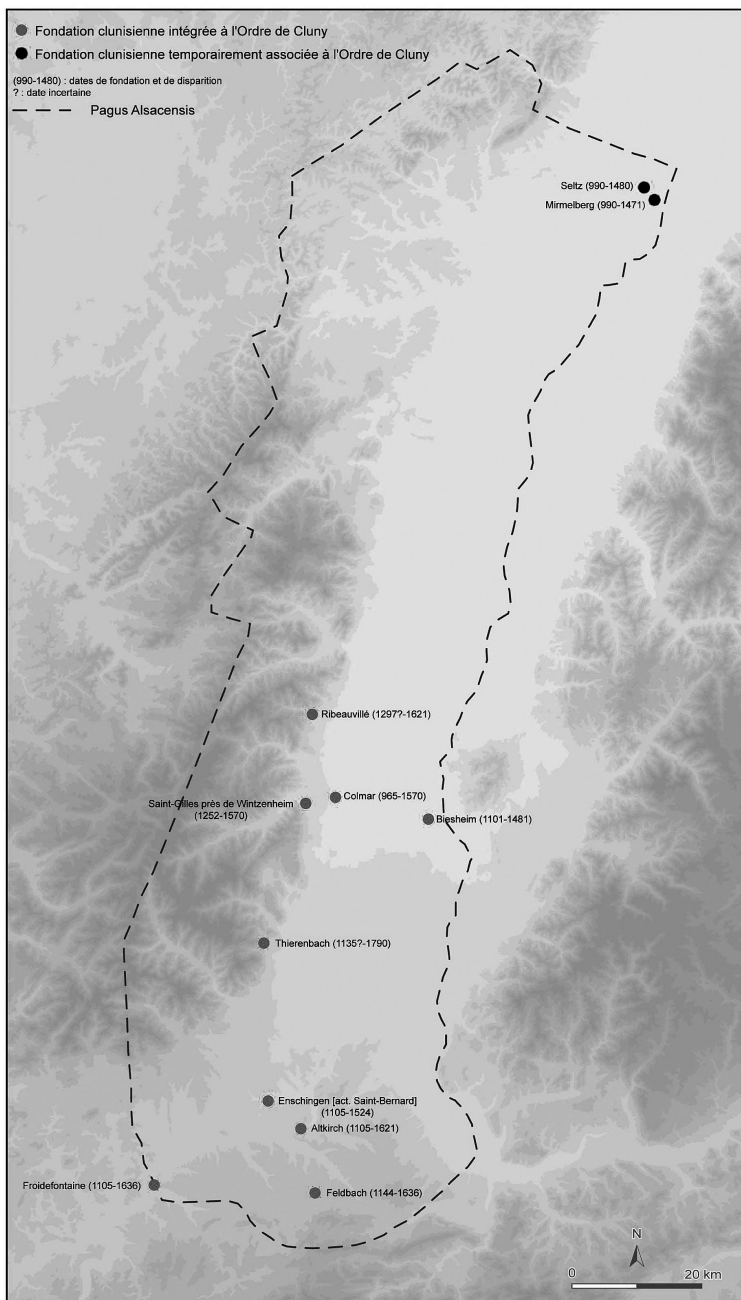 Fondation clunisienne intégrée à l'Ordre de Cluny
Fondation clunisienne temporairement associée à l'Ordre de Cluny
(990-1480) : dates de fondation et de disparition
? : date incertaine
Pagus Alsacensis
Seltz (990-1480)
Mirmelberg (990-1471)
Ribeauvillé (1297?-1621)
Colmar (965-1570)
Saint-Gilles près de Wintzenheim
(1252-1570)
Biesheim (1101-1481)
Thierenbach (1135?-1790)
Enschingen [act. Saint-Bernard]
(1105-1524)
Altkirch (1105-1621)
Froidefontaine (1105-1636)
Feldbach (1144-1636)
N
0 20 km